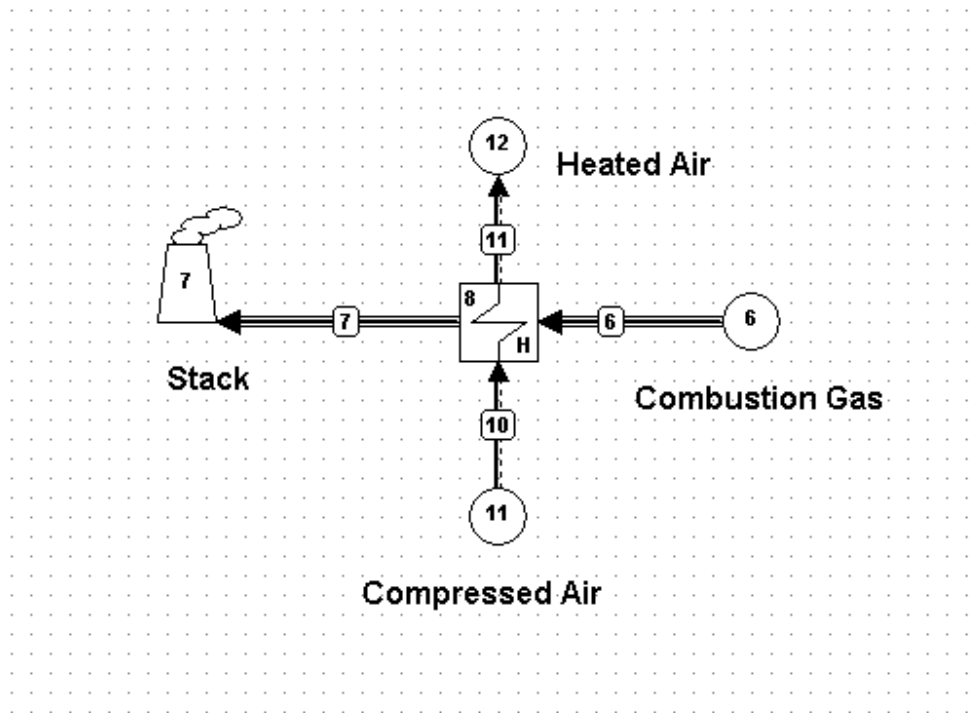 12
Heated Air
11
7
8
7
6
6
H
Stack
Combustion Gas
10
11
Compressed Air